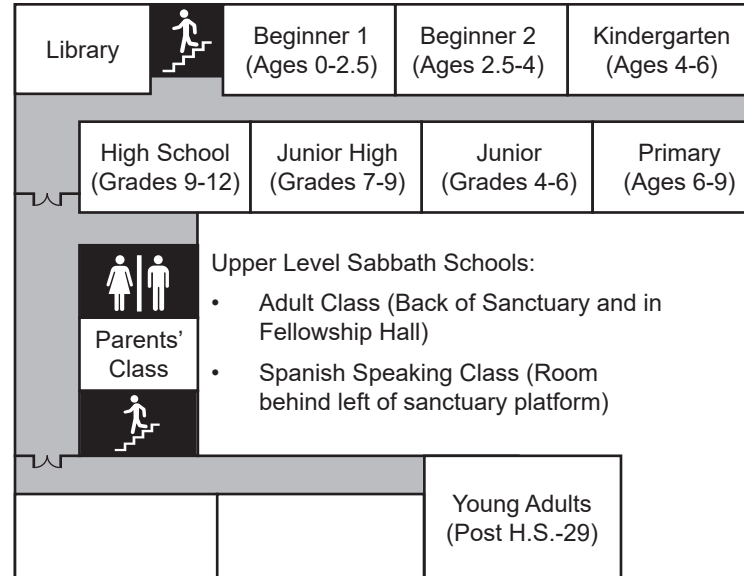 Library
Beginner 1
(Ages 0-2.5)
Beginner 2
(Ages 2.5-4)
Kindergarten
(Ages 4-6)
High School
(Grades 9-12)
Junior High
(Grades 7-9)
Junior
(Grades 4-6)
Primary
(Ages 6-9)
Parents’
Class
Upper Level Sabbath Schools:
• Adult Class (Back of Sanctuary and in
Fellowship Hall)
• Spanish Speaking Class (Room
behind left of sanctuary platform)
Young Adults
(Post H.S.-29)